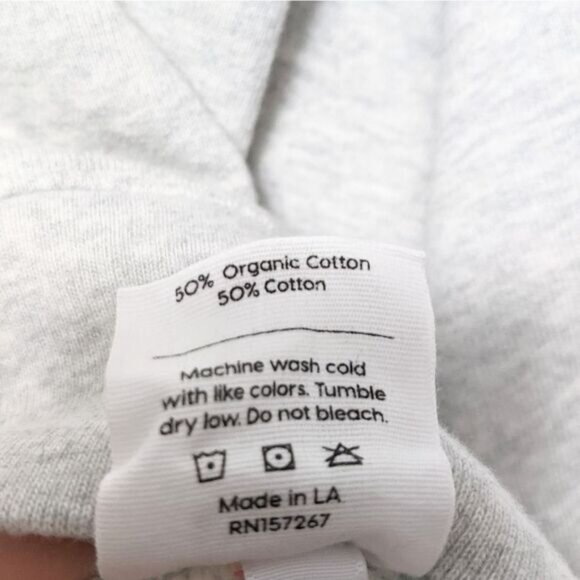 50% Organic Cotton
50% Cotton
Machine wash cold
with like colors. Tumble
dry low. Do not bleach.
Made in LA
RN157267